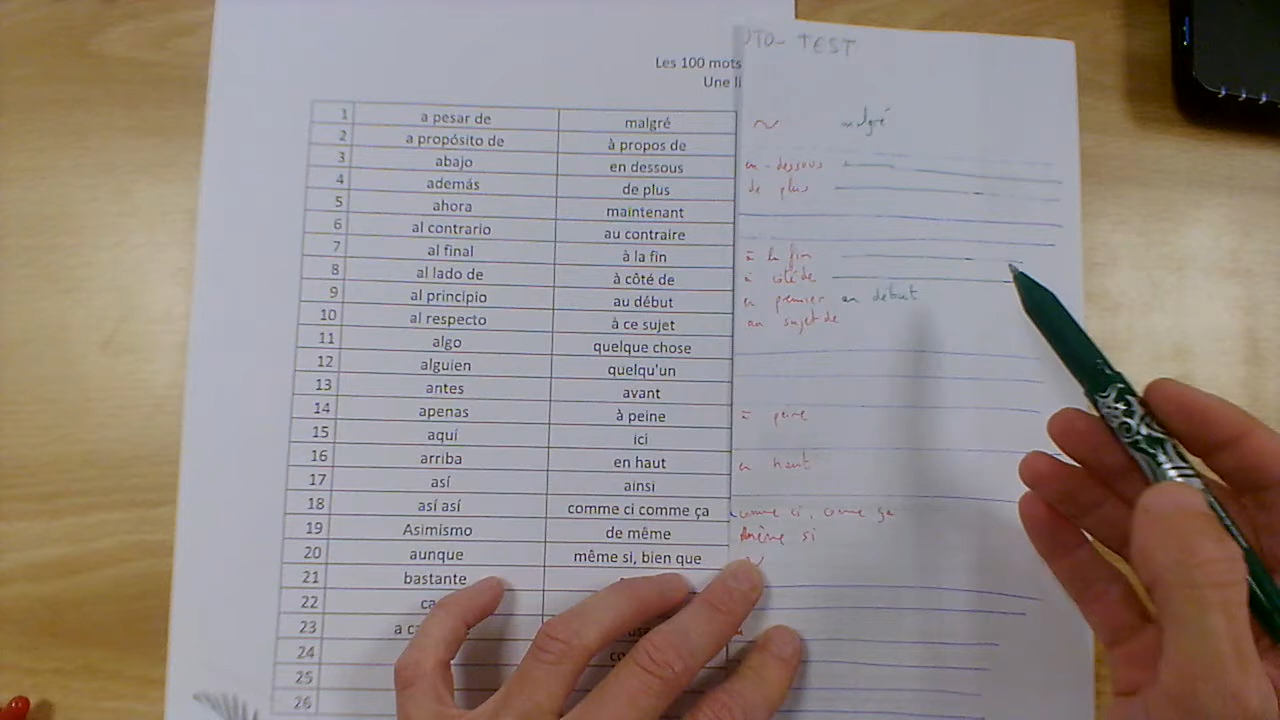 UTO- TEST
Les 100 mots
Une li
1 a pesar de malgré ~ malgré
2 a propósito de à propos de
3 abajo en dessous en-dessous
4 además de plus de plus
5 ahora maintenant
6 al contrario au contraire
7 al final à la fin à la fin
8 al lado de à côté de à côté de
9 al principio au début en premier au début
10 al respecto à ce sujet au sujet de
11 algo quelque chose
12 alguien quelqu'un
13 antes avant
14 apenas à peine à peine
15 aquí ici
16 arriba en haut en haut
17 así ainsi
18 así así comme ci comme ça comme ci, comme ça
19 Asimismo de même même si
20 aunque même si, bien que ~
21 bastante
22 ca
23 a ca
24 co
25
26